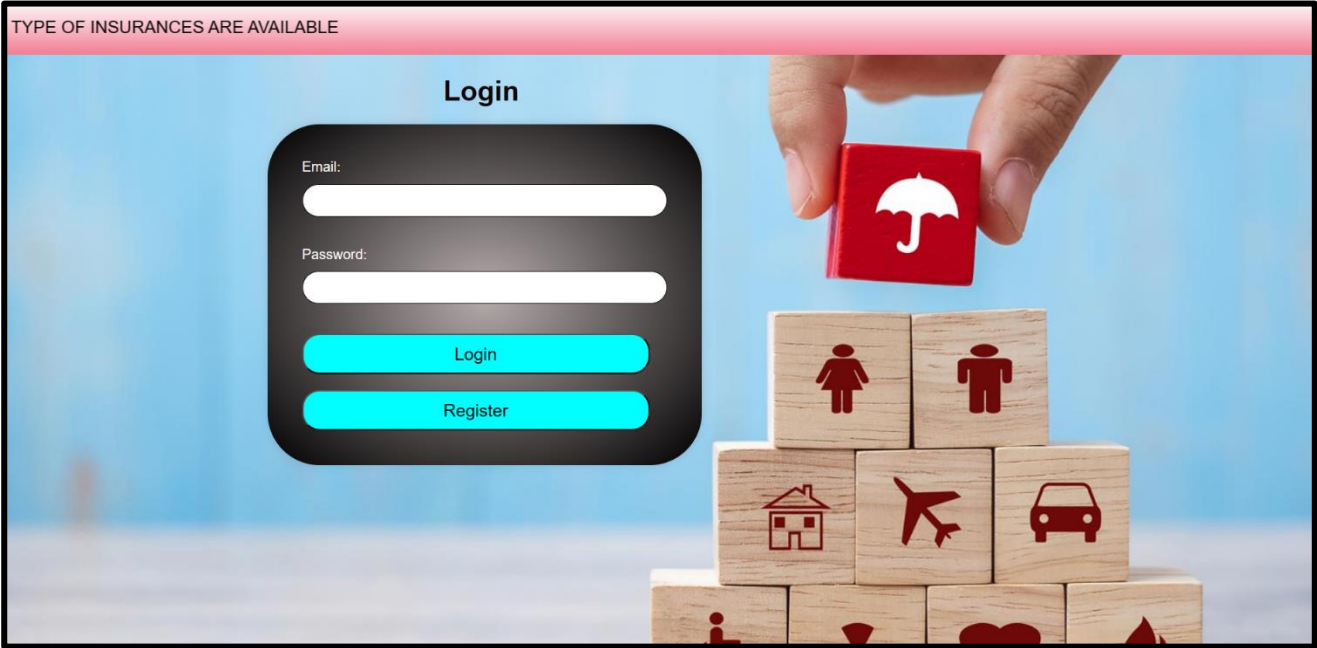 TYPE OF INSURANCES ARE AVAILABLE
Login
Email:
Password:
Login
Register